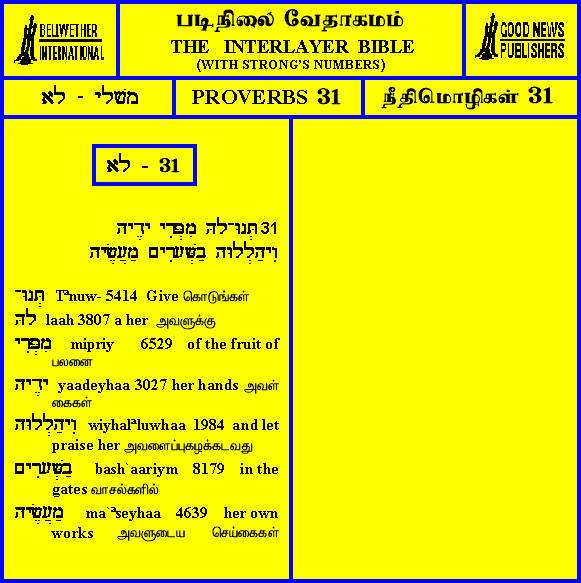 BELLWETHER
INTERNATIONAL
படிநிலை வேதாகமம்
THE INTERLAYER BIBLE
(WITH STRONG'S NUMBERS)
GOOD NEWS
PUBLISHERS
משלי - לא
PROVERBS 31
நீதிமொழிகள் 31
לא - 31
31 תְּנוּ־לָהּ מִפְּרִי יָדֶיהָ
וִיהַלְלוּהָ בַשְּׁעָרִים מַעֲשֶׂיהָ
תְּנוּ־ Tªnuw- 5414 Give கொடுங்கள்
לָהּ laah 3807 a her அவளுக்கு
מִפְּרִי mipriy 6529 of the fruit of
பலனை
יָדֶיהָ yaadeyhaa 3027 her hands அவள்
கைகள்
וִיהַלְלוּהָ wiyhalªluwhaa 1984 and let
praise her அவளைப்புகழக்கடவது
בַשְּׁעָרִים bash`aariym 8179 in the
gates வாசல்களில்
מַעֲשֶׂיהָ ma`ªseyhaa 4639 her own
works அவளுடைய செய்கைகள்